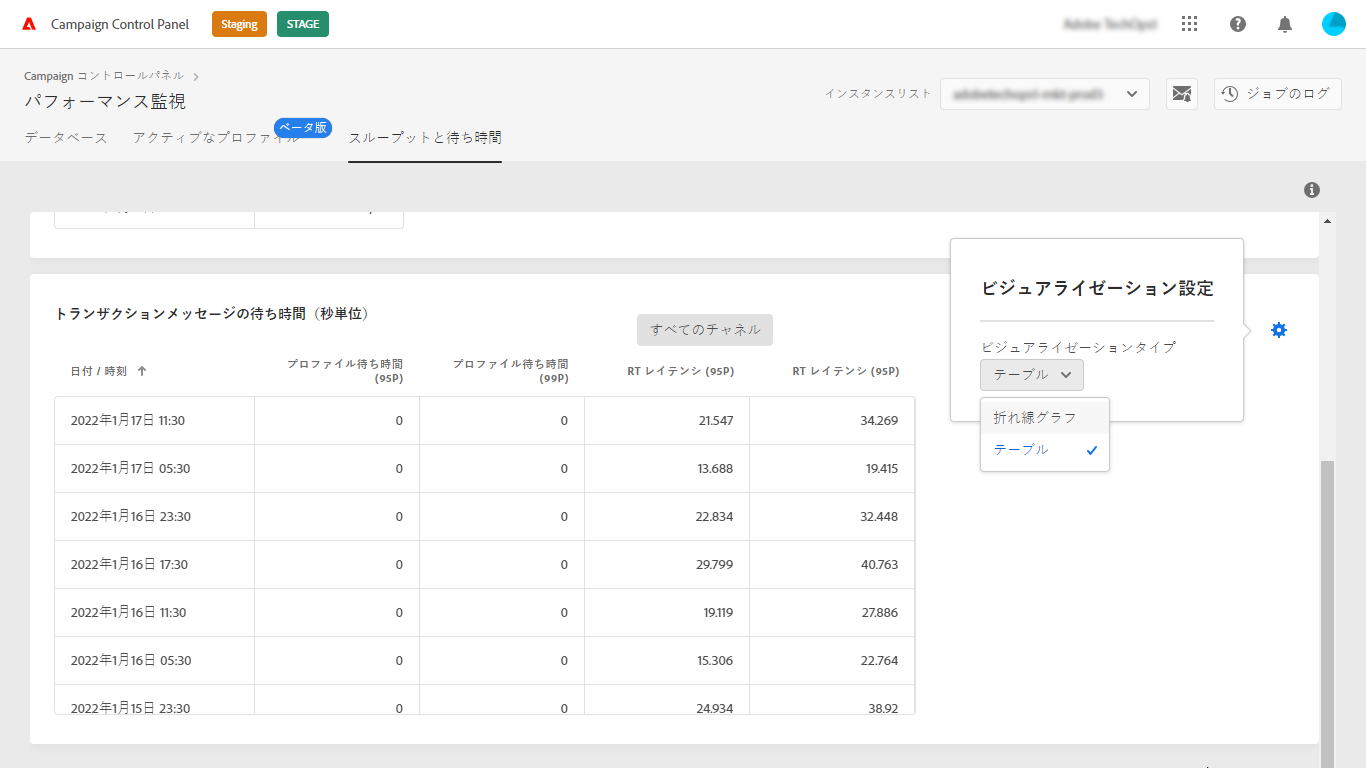 Campaign Control Panel
Staging
STAGE
Campaign コントロールパネル
パフォーマンス監視
インスタンスリスト
ジョブのログ
データベース
アクティブなプロファイル
ベータ版
スループットと待ち時間
トランザクションメッセージの待ち時間（秒単位）
すべてのチャネル
日付 / 時刻 プロファイル待ち時間 (95P) プロファイル待ち時間 (99P) RT レイテンシ (95P) RT レイテンシ (95P)
2022年1月17日 11:30 0 0 21.547 34.269
2022年1月17日 05:30 0 0 13.688 19.415
2022年1月16日 23:30 0 0 22.834 32.448
2022年1月16日 17:30 0 0 29.799 40.763
2022年1月16日 11:30 0 0 19.119 27.886
2022年1月16日 05:30 0 0 15.306 22.764
2022年1月15日 23:30 0 0 24.934 38.92
ビジュアライゼーション設定
ビジュアライゼーションタイプ
テーブル
折れ線グラフ
テーブル